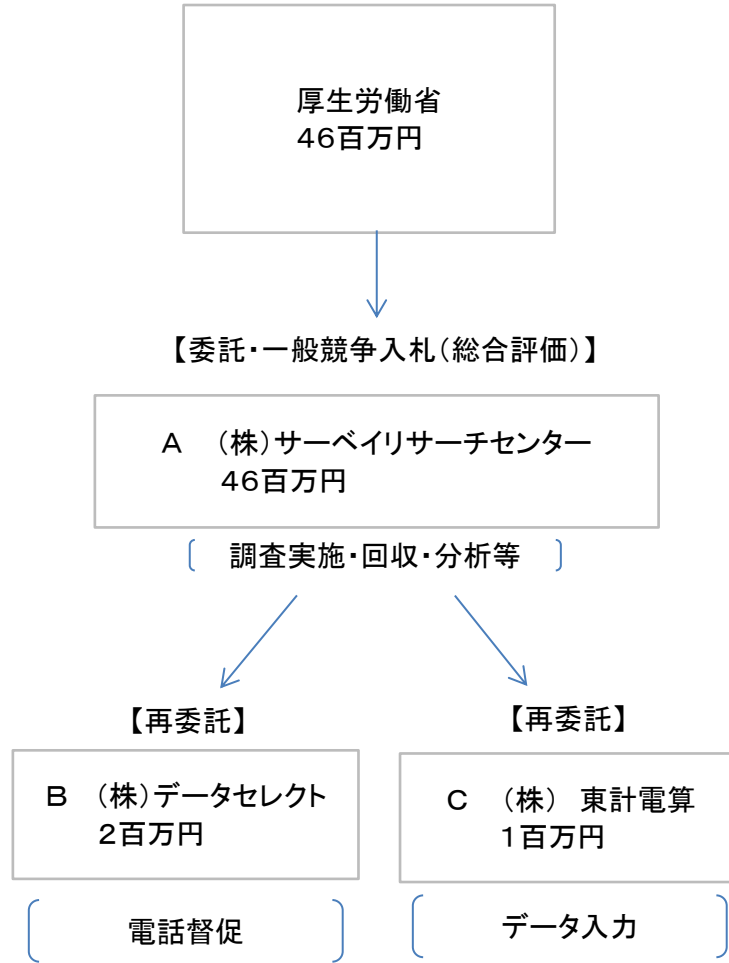 厚生労働省
46百万円
【委託・一般競争入札（総合評価）】
A　（株）サーベイリサーチセンター
46百万円
調査実施・回収・分析等
【再委託】
【再委託】
B　（株）データセレクト
2百万円
C　（株）　東計電算
1百万円
電話督促
データ入力